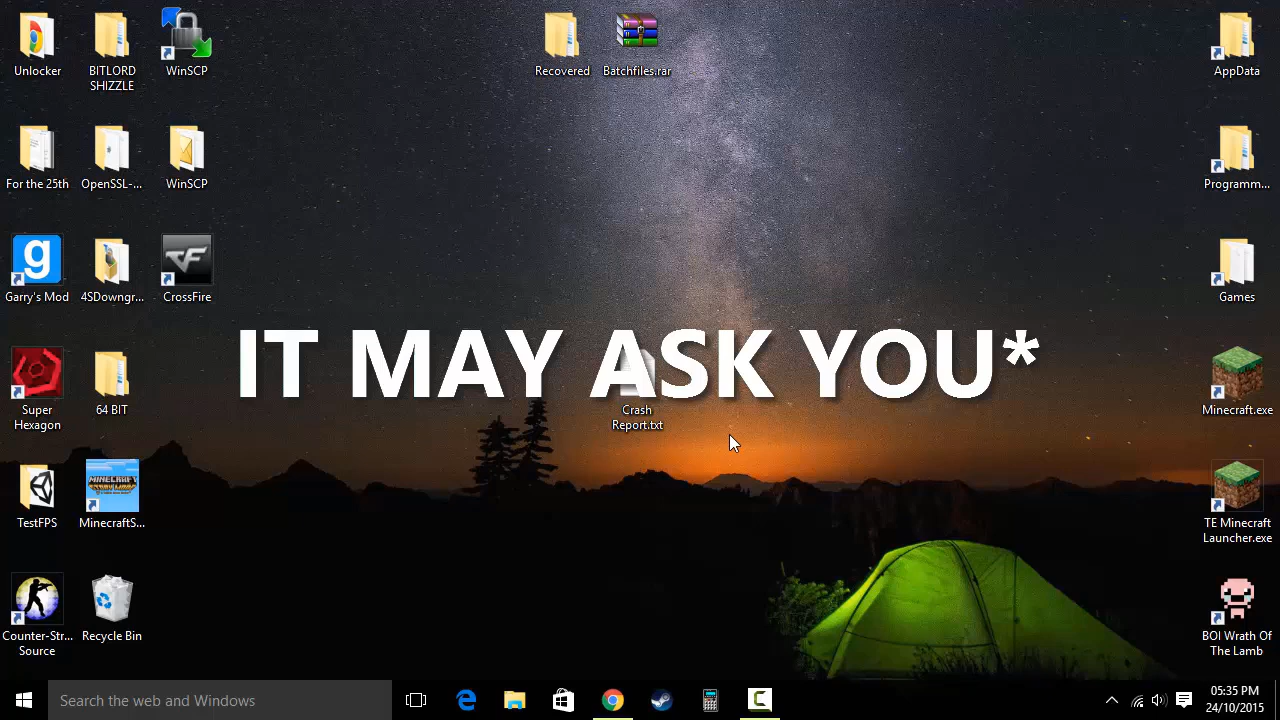 Unlocker
BITLORD
SHIZZLE
WinSCP
Recovered
Batchfiles.rar
AppData
For the 25th
OpenSSL-...
WinSCP
Programm...
g
Garry's Mod
4SDowngr...
CF
CrossFire
Games
IT MAY ASK YOU*
Super
Hexagon
64 BIT
Crash
Report.txt
Minecraft.exe
TestFPS
MINECRAFT
MinecraftS...
TE Minecraft
Launcher.exe
Counter-Str...
Source
Recycle Bin
BOI Wrath Of
The Lamb
Search the web and Windows
05:35 PM
24/10/2015